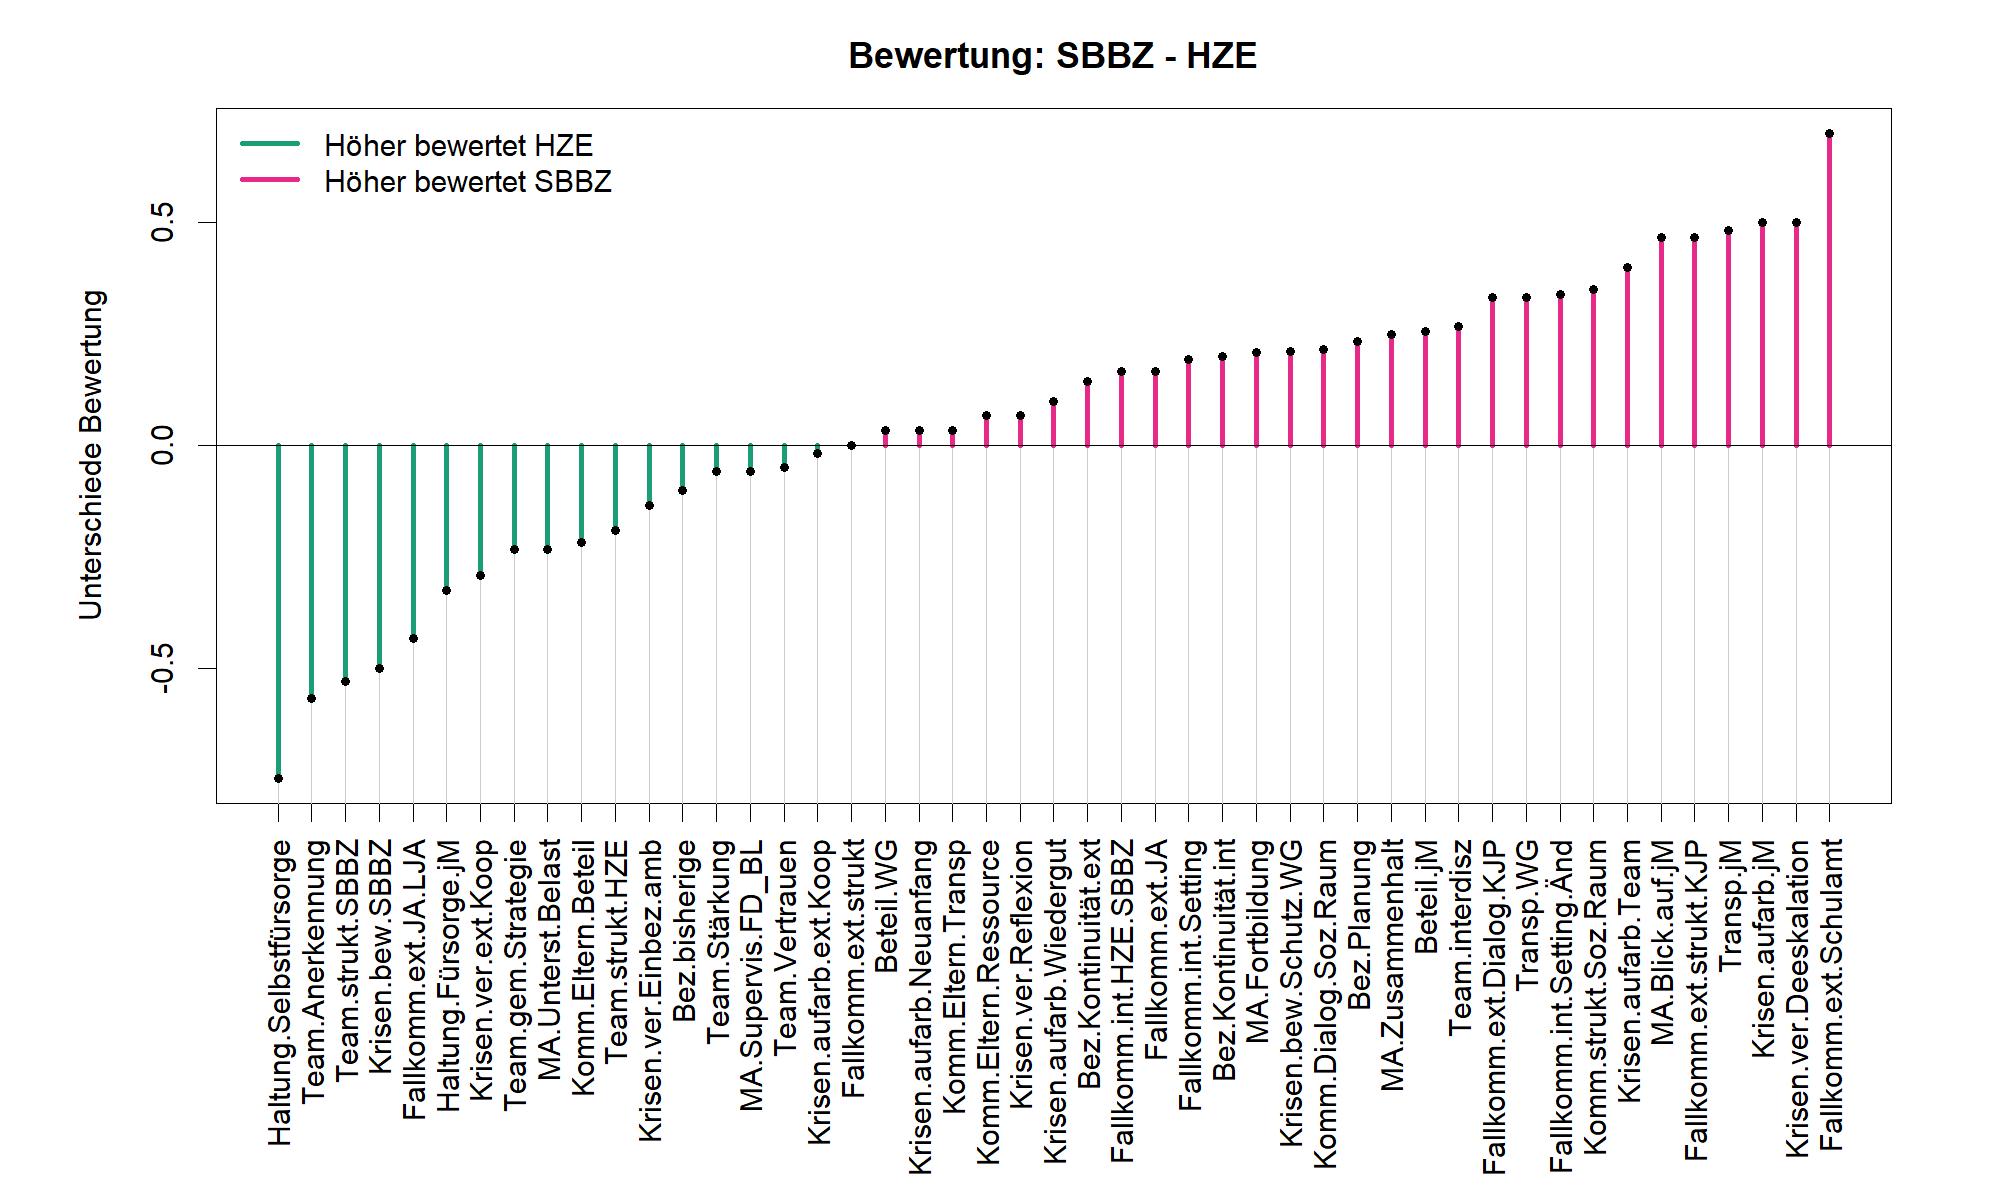 Bewertung: SBBZ - HZE
Höher bewertet HZE
Höher bewertet SBBZ
Unterschiede Bewertung
0.5
0.0
-0.5
Haltung.Selbstfürsorge
Team.Anerkennung
Team.strukt.SBBZ
Krisen.bew.SBBZ
Fallkomm.ext.JA.LJA
Haltung.Fürsorge.jM
Krisen.ver.ext.Koop
Team.gem.Strategie
MA.Unterst.Belast
Komm.Eltern.Beteil
Team.strukt.HZE
Krisen.ver.Einbez.amb
Bez.bisherige
Team.Stärkung
MA.Supervis.FD_BL
Team.Vertrauen
Krisen.aufarb.ext.Koop
Fallkomm.ext.strukt
Beteil.WG
Krisen.aufarb.Neuanfang
Komm.Eltern.Transp
Komm.Eltern.Ressource
Krisen.ver.Reflexion
Krisen.aufarb.Wiedergut
Bez.Kontinuität.ext
Fallkomm.int.HZE.SBBZ
Fallkomm.ext.JA
Fallkomm.int.Setting
Bez.Kontinuität.int
MA.Fortbildung
Krisen.bew.Schutz.WG
Komm.Dialog.Soz.Raum
Bez.Planung
MA.Zusammenhalt
Beteil.jM
Team.interdisz
Fallkomm.ext.Dialog.KJP
Transp.WG
Fallkomm.int.Setting.Änd
Komm.strukt.Soz.Raum
Krisen.aufarb.Team
MA.Blick.auf.jM
Fallkomm.ext.strukt.KJP
Transp.jM
Krisen.aufarb.jM
Krisen.ver.Deeskalation
Fallkomm.ext.Schulamt